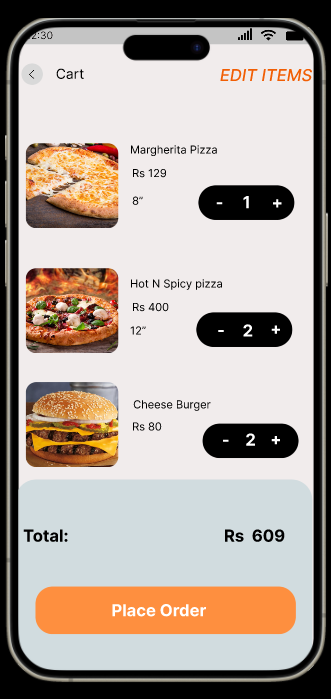 2:30
Cart
EDIT ITEMS
Margherita Pizza
Rs 129
8”
- 1 +
Hot N Spicy pizza
Rs 400
12”
- 2 +
Cheese Burger
Rs 80
- 2 +
Total: Rs 609
Place Order